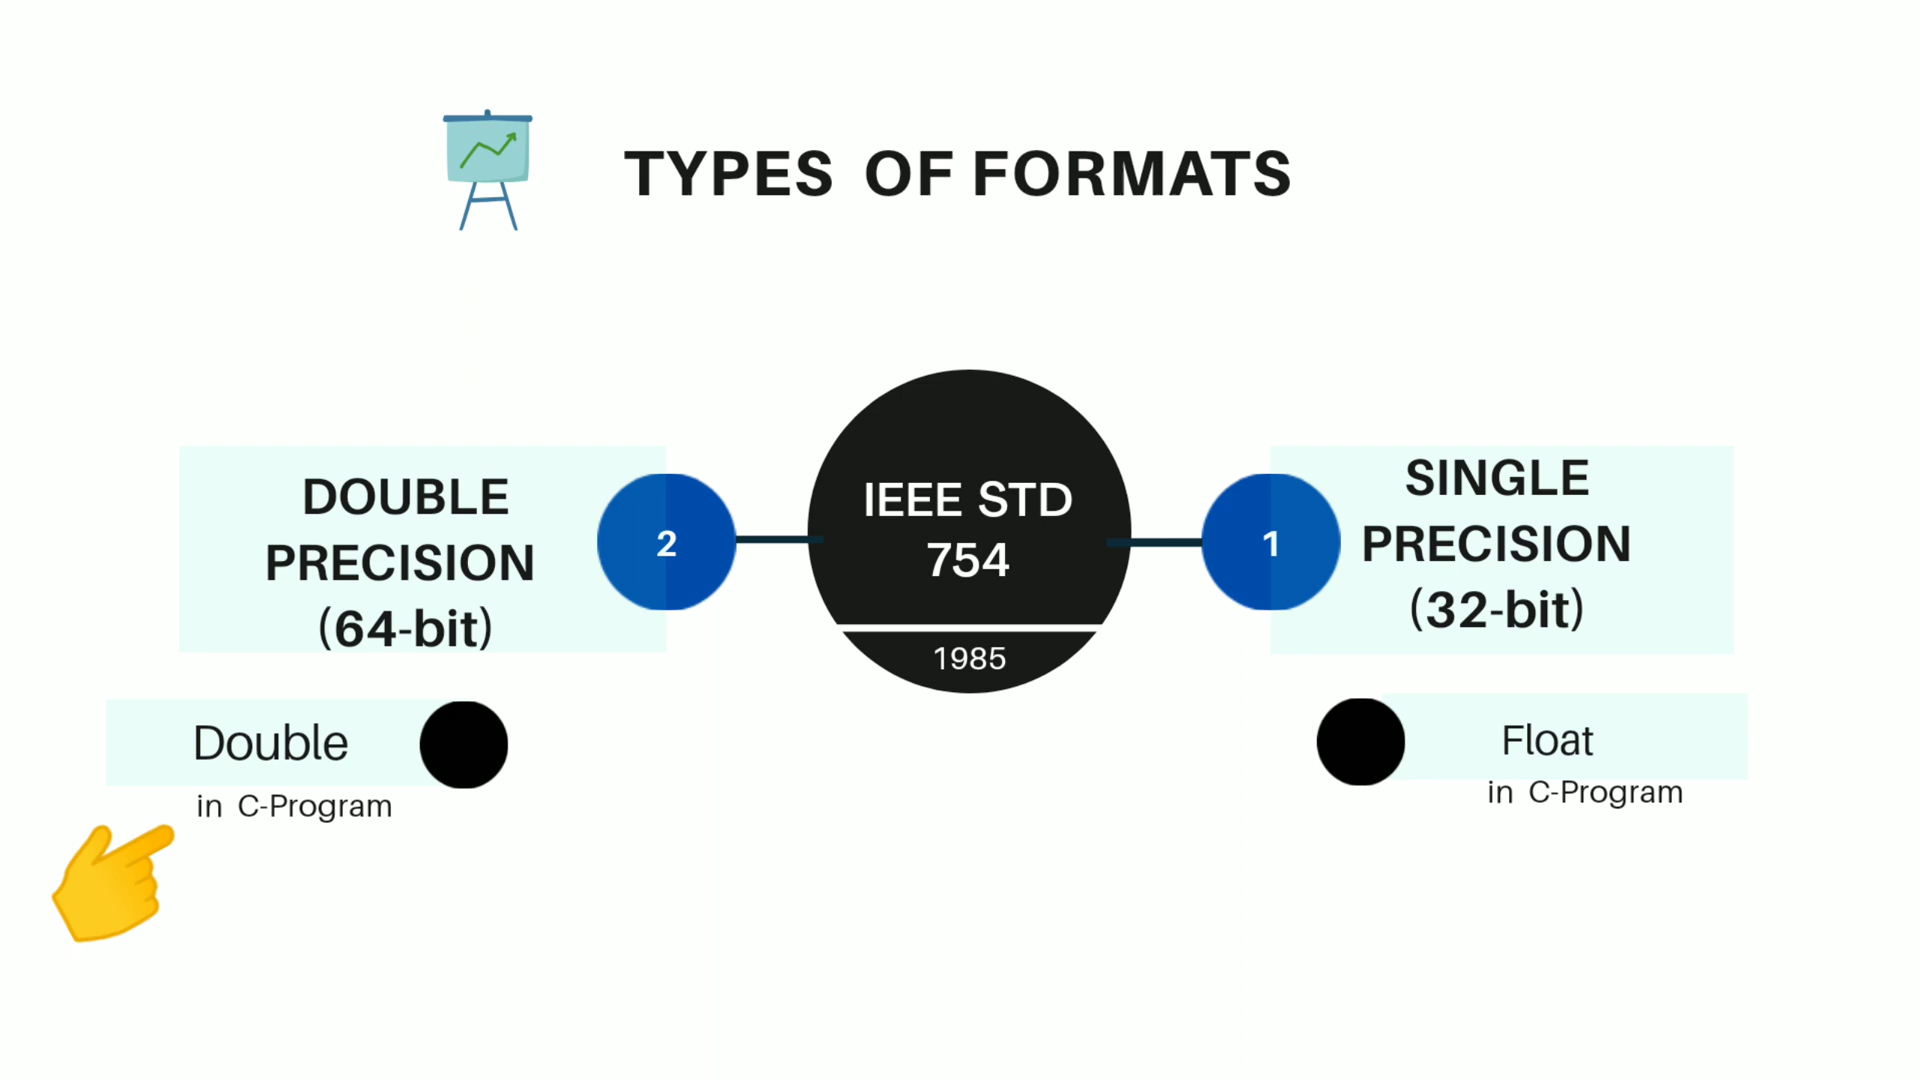 TYPES OF FORMATS
DOUBLE
PRECISION
(64-bit)
2
IEEE STD
754
1985
1
SINGLE
PRECISION
(32-bit)
Double
in C-Program
Float
in C-Program